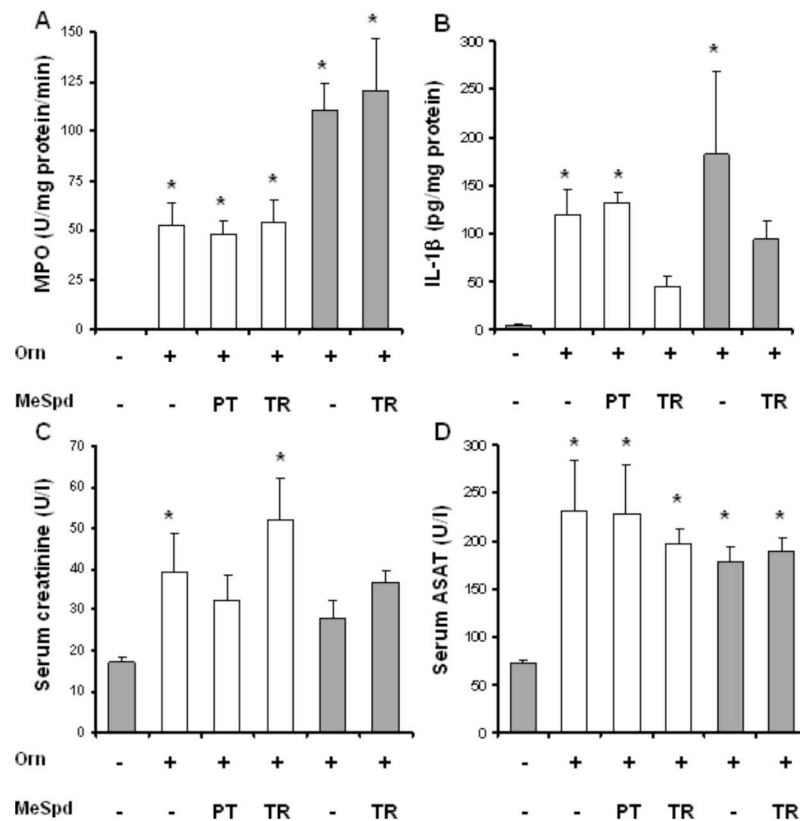 A
MPO (U/mg protein/min)
150
125
100
75
50
25
0
* * * * *
Orn - + + + + +
MeSpd - - PT TR - TR
B
IL-1β (pg/mg protein)
300
250
200
150
100
50
0
* * *
- + + + + +
- - PT TR - TR
C
Serum creatinine (U/l)
70
60
50
40
30
20
10
0
* *
Orn - + + + + +
MeSpd - - PT TR - TR
D
Serum ASAT (U/l)
300
250
200
150
100
50
0
* * * * *
- + + + + +
- - PT TR - TR